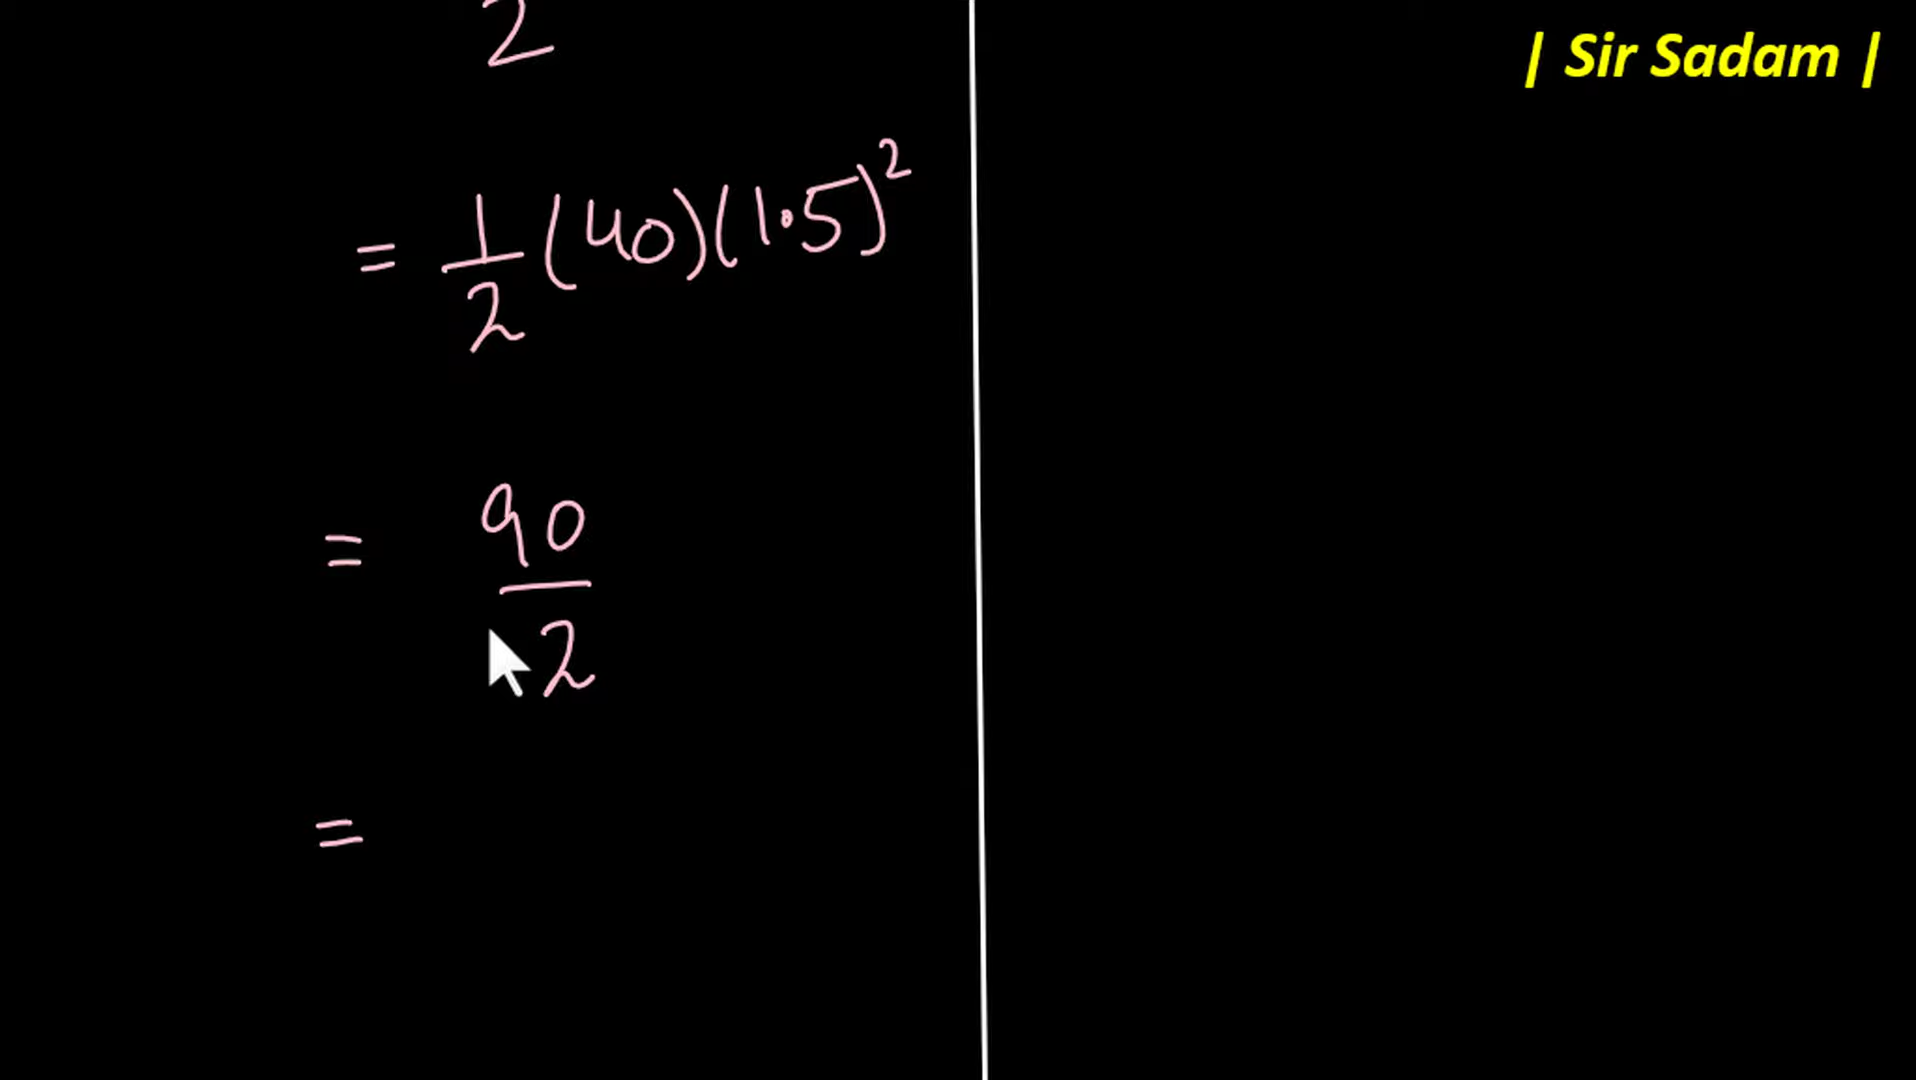 | Sir Sadam |
2
= 1/2 (40)(1.5)²
= 90/2
=